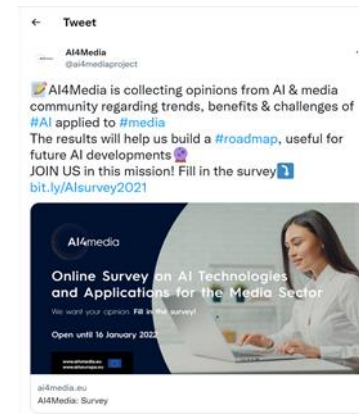 Tweet
AI4Media
@ai4mediaproject
AI4Media is collecting opinions from AI & media
community regarding trends, benefits & challenges of
#AI applied to #media
The results will help us build a #roadmap, useful for
future AI developments
JOIN US in this mission! Fill in the survey
bit.ly/AIsurvey2021
AI4media
Online Survey on AI Technologies
and Applications for the Media Sector
We want your opinion. Fill in the survey!
Open until 16 January 2022
www.ai4media.eu
ai4media.eu
AI4Media: Survey